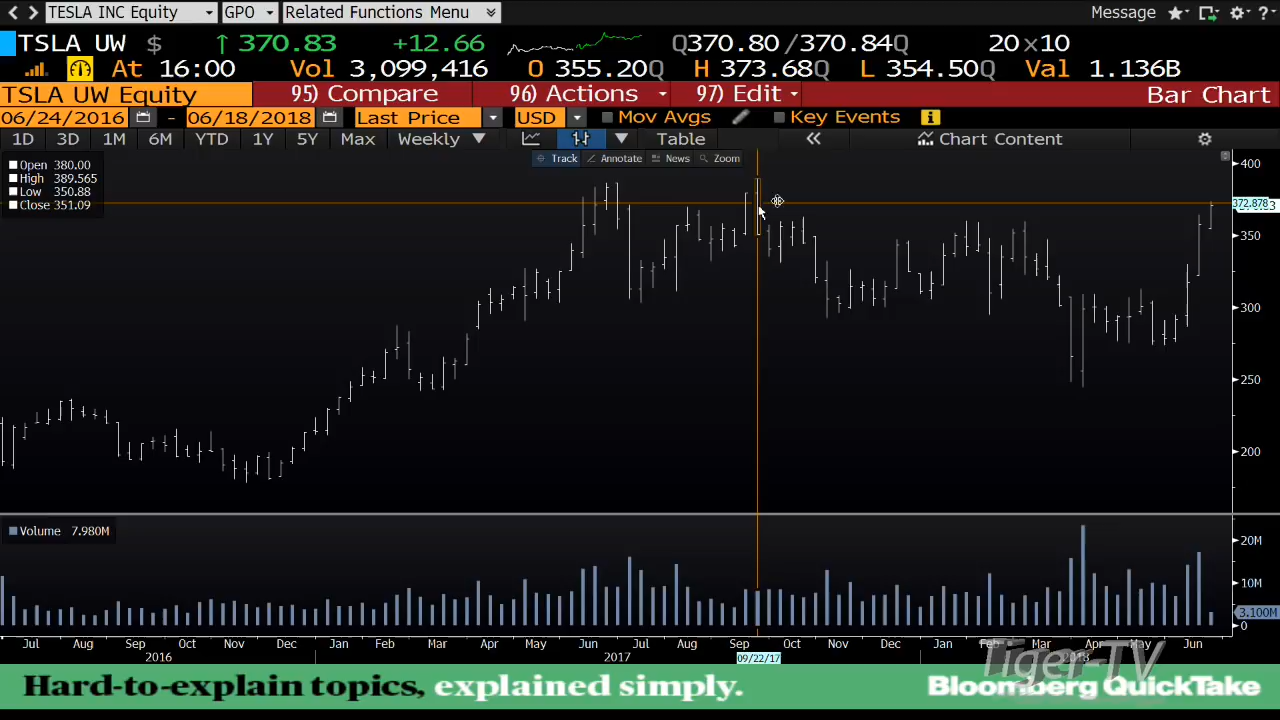 TESLA INC Equity GPO Related Functions Menu Message
TSLA UW $ ↑ 370.83 +12.66 Q370.80/370.84Q 20×10
At 16:00 Vol 3,099,416 O 355.20Q H 373.68Q L 354.50Q Val 1.136B
TSLA UW Equity 95) Compare 96) Actions 97) Edit Bar Chart
06/24/2016 - 06/18/2018 Last Price USD Mov Avgs Key Events
1D 3D 1M 6M YTD 1Y 5Y Max Weekly Table « Chart Content
Track Annotate News Zoom
Open 380.00
High 389.565
Low 350.88
Close 351.09
400
372.878
350
300
250
200
Volume 7.980M
20M
10M
3.100M
0
Jul Aug Sep Oct Nov Dec Jan Feb Mar Apr May Jun Jul Aug Sep Oct Nov Dec Jan Feb Mar Apr May Jun
2016 2017 09/22/17 2018
Tiger-TV
Hard-to-explain topics, explained simply. Bloomberg QuickTake